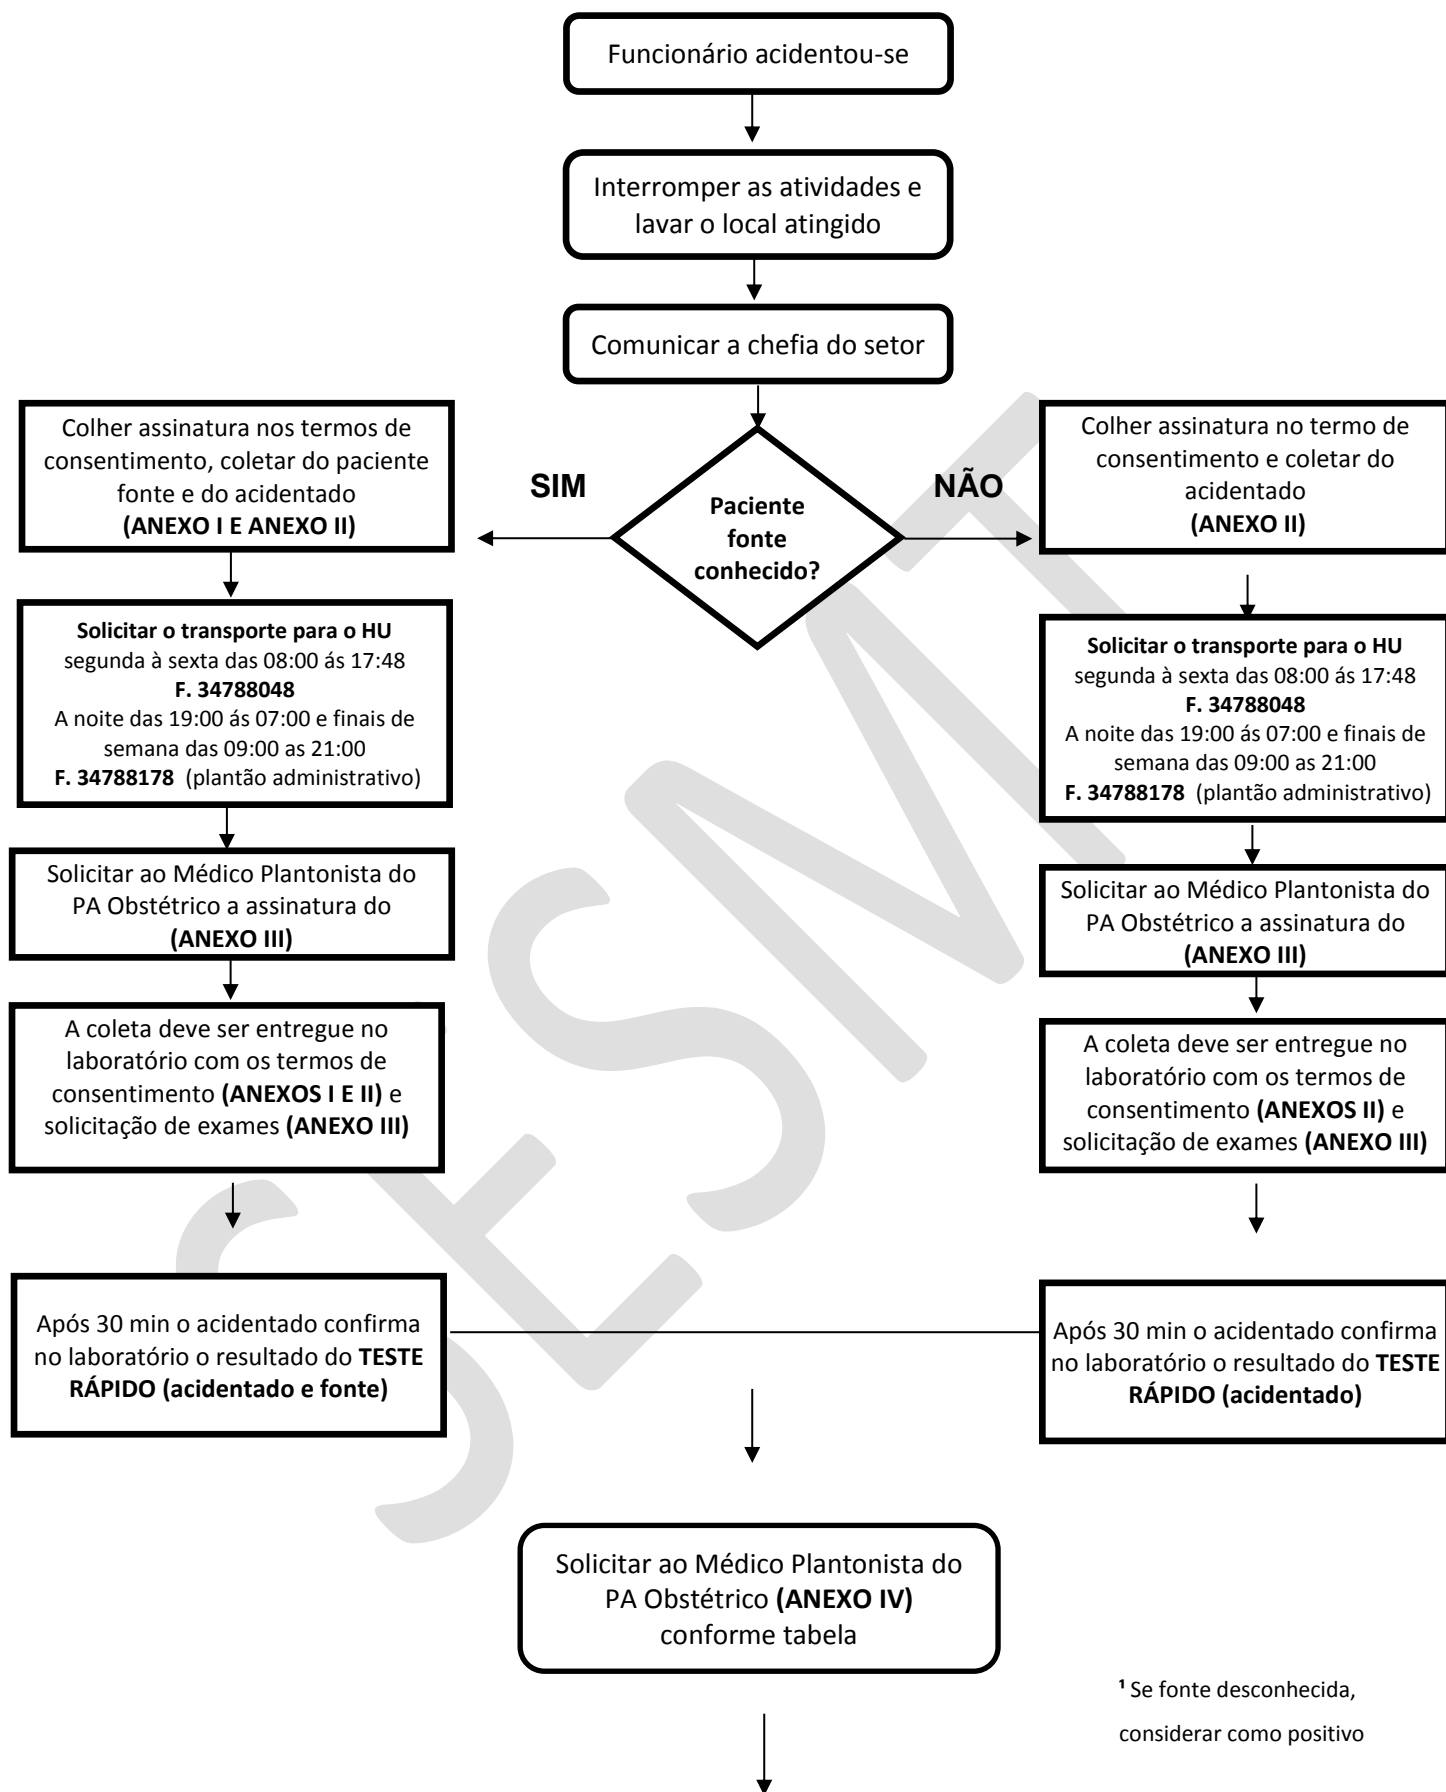 Funcionário acidentou-se
Interromper as atividades e
lavar o local atingido
Comunicar a chefia do setor
Paciente
fonte
conhecido?
SIM
NÃO
Colher assinatura nos termos de
consentimento, coletar do paciente
fonte e do acidentado
(ANEXO I E ANEXO II)
Solicitar o transporte para o HU
segunda à sexta das 08:00 ás 17:48
F. 34788048
A noite das 19:00 ás 07:00 e finais de
semana das 09:00 as 21:00
F. 34788178 (plantão administrativo)
Solicitar ao Médico Plantonista do
PA Obstétrico a assinatura do
(ANEXO III)
A coleta deve ser entregue no
laboratório com os termos de
consentimento (ANEXOS I E II) e
solicitação de exames (ANEXO III)
Após 30 min o acidentado confirma
no laboratório o resultado do TESTE
RÁPIDO (acidentado e fonte)
Colher assinatura no termo de
consentimento e coletar do
acidentado
(ANEXO II)
Solicitar o transporte para o HU
segunda à sexta das 08:00 ás 17:48
F. 34788048
A noite das 19:00 ás 07:00 e finais de
semana das 09:00 as 21:00
F. 34788178 (plantão administrativo)
Solicitar ao Médico Plantonista do
PA Obstétrico a assinatura do
(ANEXO III)
A coleta deve ser entregue no
laboratório com os termos de
consentimento (ANEXOS II) e
solicitação de exames (ANEXO III)
Após 30 min o acidentado confirma
no laboratório o resultado do TESTE
RÁPIDO (acidentado)
Solicitar ao Médico Plantonista do
PA Obstétrico (ANEXO IV)
conforme tabela
¹ Se fonte desconhecida,
considerar como positivo
SESMT